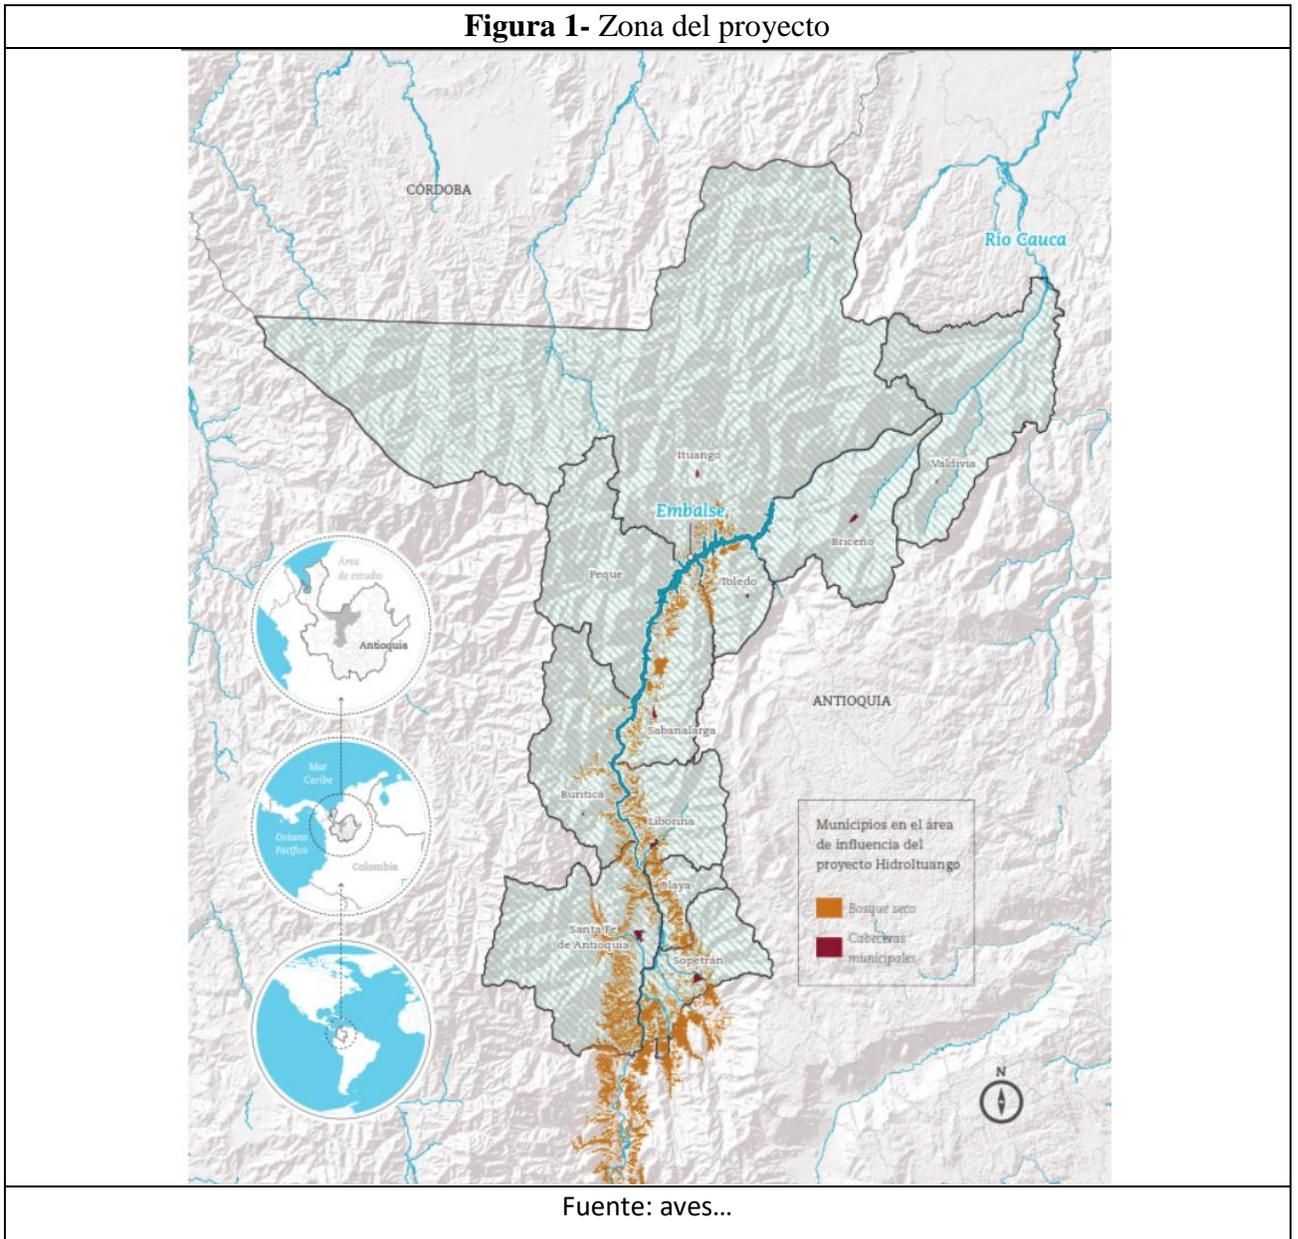 Figura 1- Zona del proyecto
CÓRDOBA
Río Cauca
Ituango
Valdivia
Embalse
Briceño
Peque
Toledo
Área
de estudio
Antioquia
ANTIOQUIA
Sabanalarga
Mar
Caribe
Buriticá
Liborina
Océano
Pacífico
Colombia
Olaya
Santa Fe
de Antioquia
Sopetrán
Municipios en el área
de influencia del
proyecto HidroItuango
Bosque seco
Cabeceras
municipales
N
Fuente: aves...